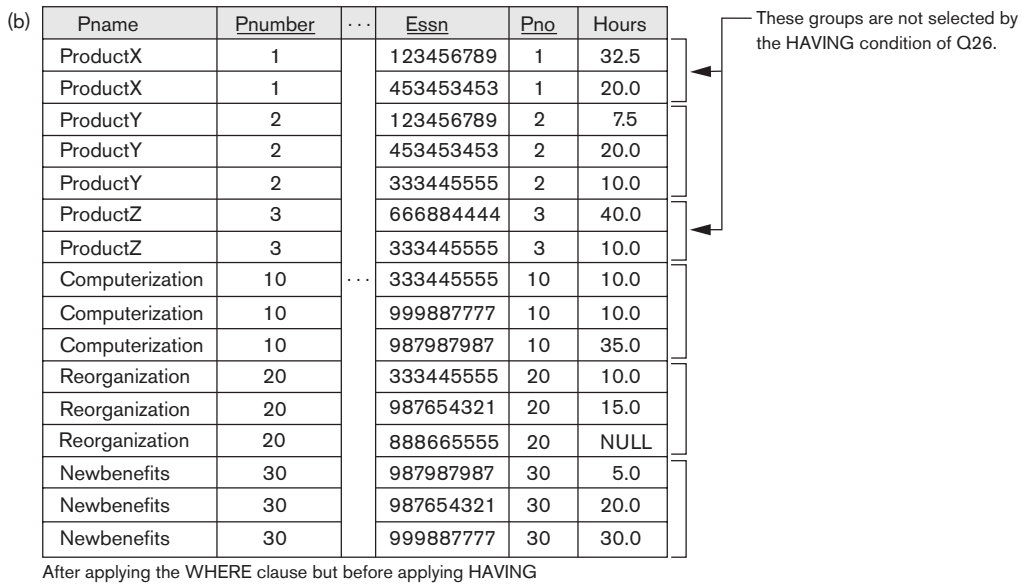 (b)
Pname Pnumber ... Essn Pno Hours
ProductX 1 123456789 1 32.5
ProductX 1 453453453 1 20.0
ProductY 2 123456789 2 7.5
ProductY 2 453453453 2 20.0
ProductY 2 333445555 2 10.0
ProductZ 3 666884444 3 40.0
ProductZ 3 333445555 3 10.0
Computerization 10 ... 333445555 10 10.0
Computerization 10 999887777 10 10.0
Computerization 10 987987987 10 35.0
Reorganization 20 333445555 20 10.0
Reorganization 20 987654321 20 15.0
Reorganization 20 888665555 20 NULL
Newbenefits 30 987987987 30 5.0
Newbenefits 30 987654321 30 20.0
Newbenefits 30 999887777 30 30.0
These groups are not selected by
the HAVING condition of Q26.
After applying the WHERE clause but before applying HAVING